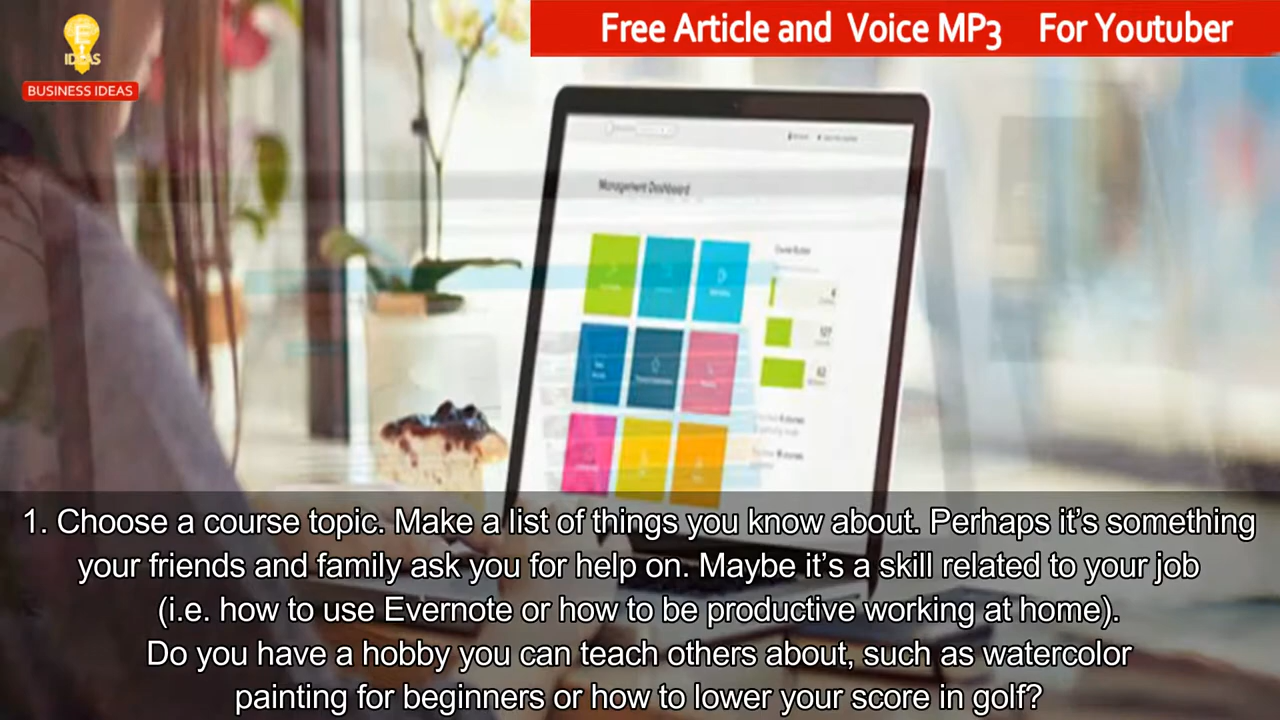 Free Article and Voice MP3 For Youtuber
BUSINESS IDEAS
Management Dashboard
1. Choose a course topic. Make a list of things you know about. Perhaps it's something
your friends and family ask you for help on. Maybe it's a skill related to your job
(i.e. how to use Evernote or how to be productive working at home).
Do you have a hobby you can teach others about, such as watercolor
painting for beginners or how to lower your score in golf?